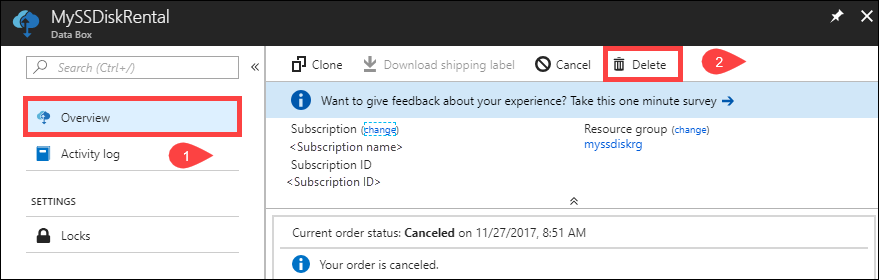 MySSDiskRental
Data Box
Search (Ctrl+/)
Overview
1
Activity log
SETTINGS
Locks
Clone
Download shipping label
Cancel
Delete
2
Want to give feedback about your experience? Take this one minute survey
Subscription (change)
<Subscription name>
Subscription ID
<Subscription ID>
Resource group (change)
myssdiskrg
Current order status: Canceled on 11/27/2017, 8:51 AM
Your order is canceled.